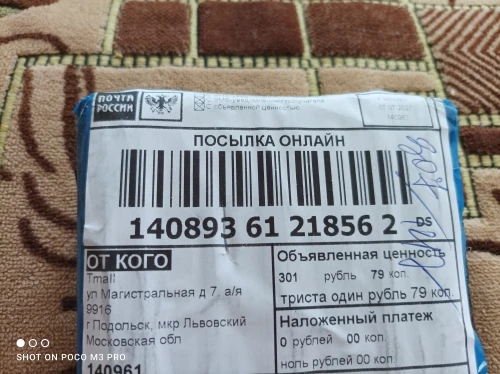 ПОЧТА
РОССИИ
с объявленной ценностью
ПОСЫЛКА ОНЛАЙН
140893 61 21856 2 DS
ОТ КОГО
Tmall
ул Магистральная д 7. а/я
9916
г Подольск, мкр Львовский
Московская обл
140961
Объявленная ценность
301 рубль 79 коп.
триста один рубль 79 коп.
Наложенный платеж
0 рублей 00 коп.
ноль рублей 00 коп.
SHOT ON POCO M3 PRO